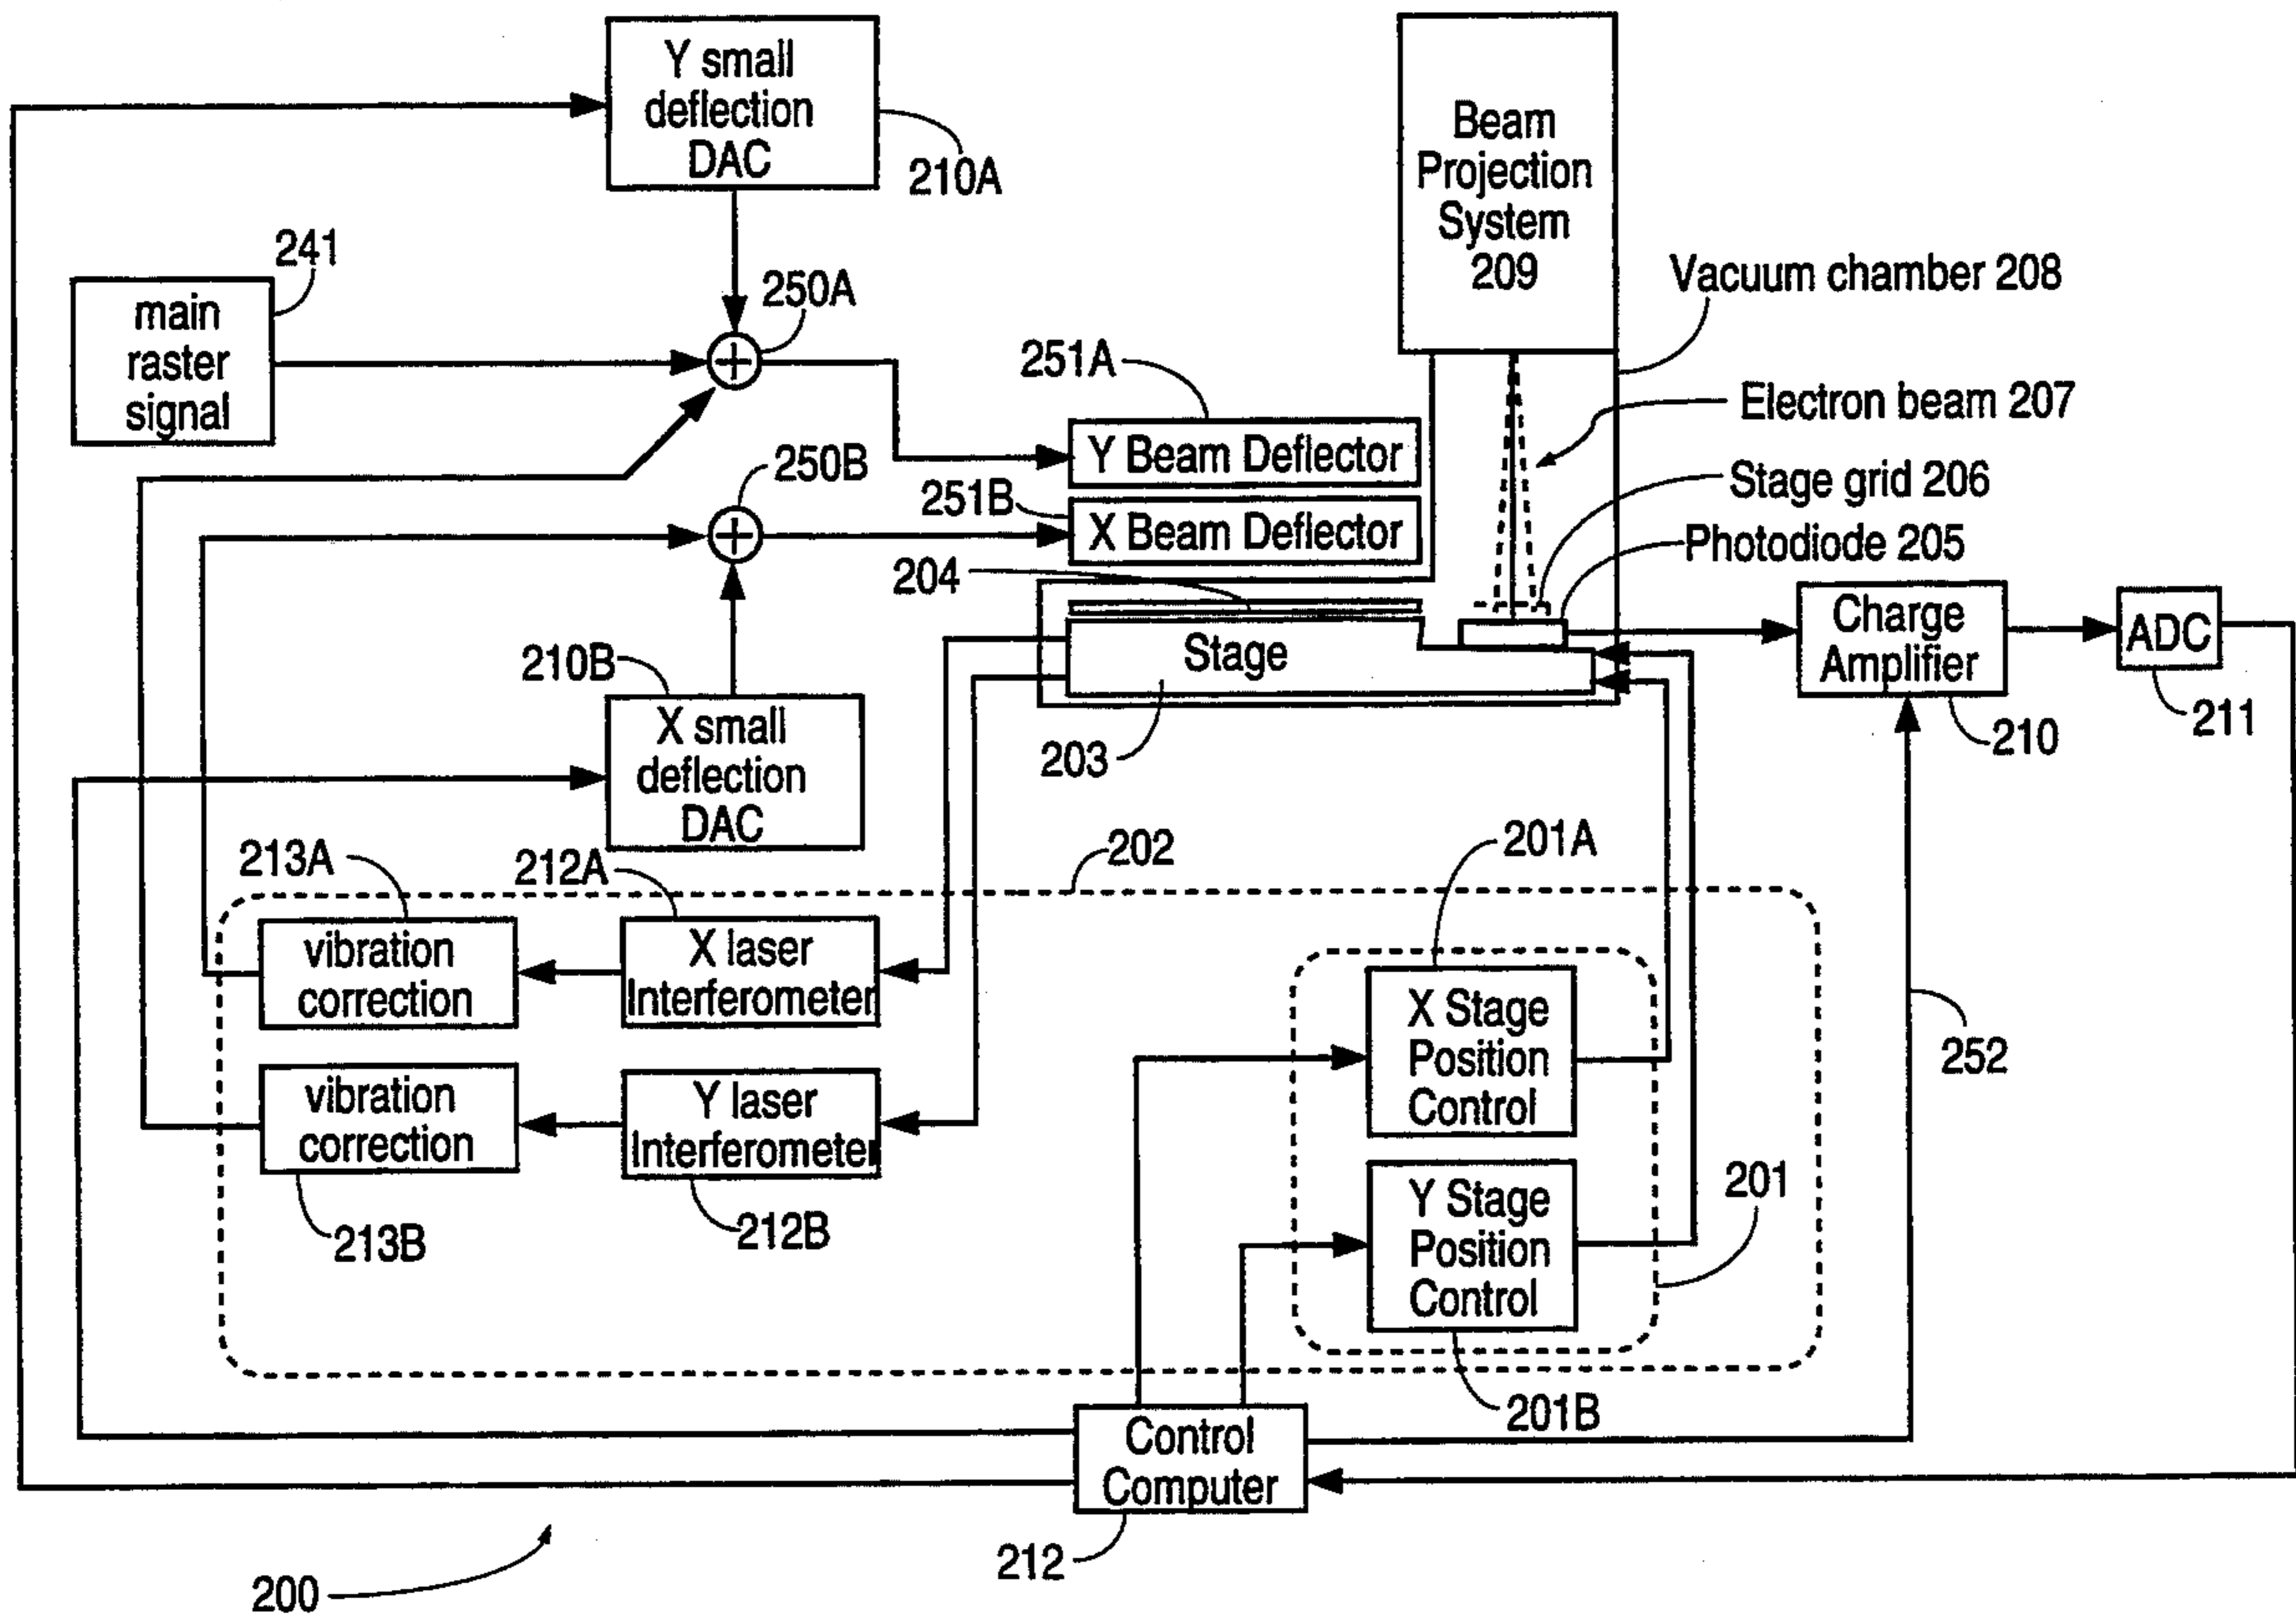 Y small
deflection
DAC
210A
Beam
Projection
System
209
241
main
raster
signal
250A
Vacuum chamber 208
251A
Electron beam 207
Y Beam Deflector
250B
Stage grid 206
251B
X Beam Deflector
Photodiode 205
204
Charge
Amplifier
ADC
Stage
210B
211
210
X small
deflection
DAC
203
213A
212A
202
201A
vibration
correction
X laser
Interferometer
X Stage
Position
Control
252
vibration
correction
Y laser
Interferometer
Y Stage
Position
Control
201
213B
212B
201B
Control
Computer
212
200